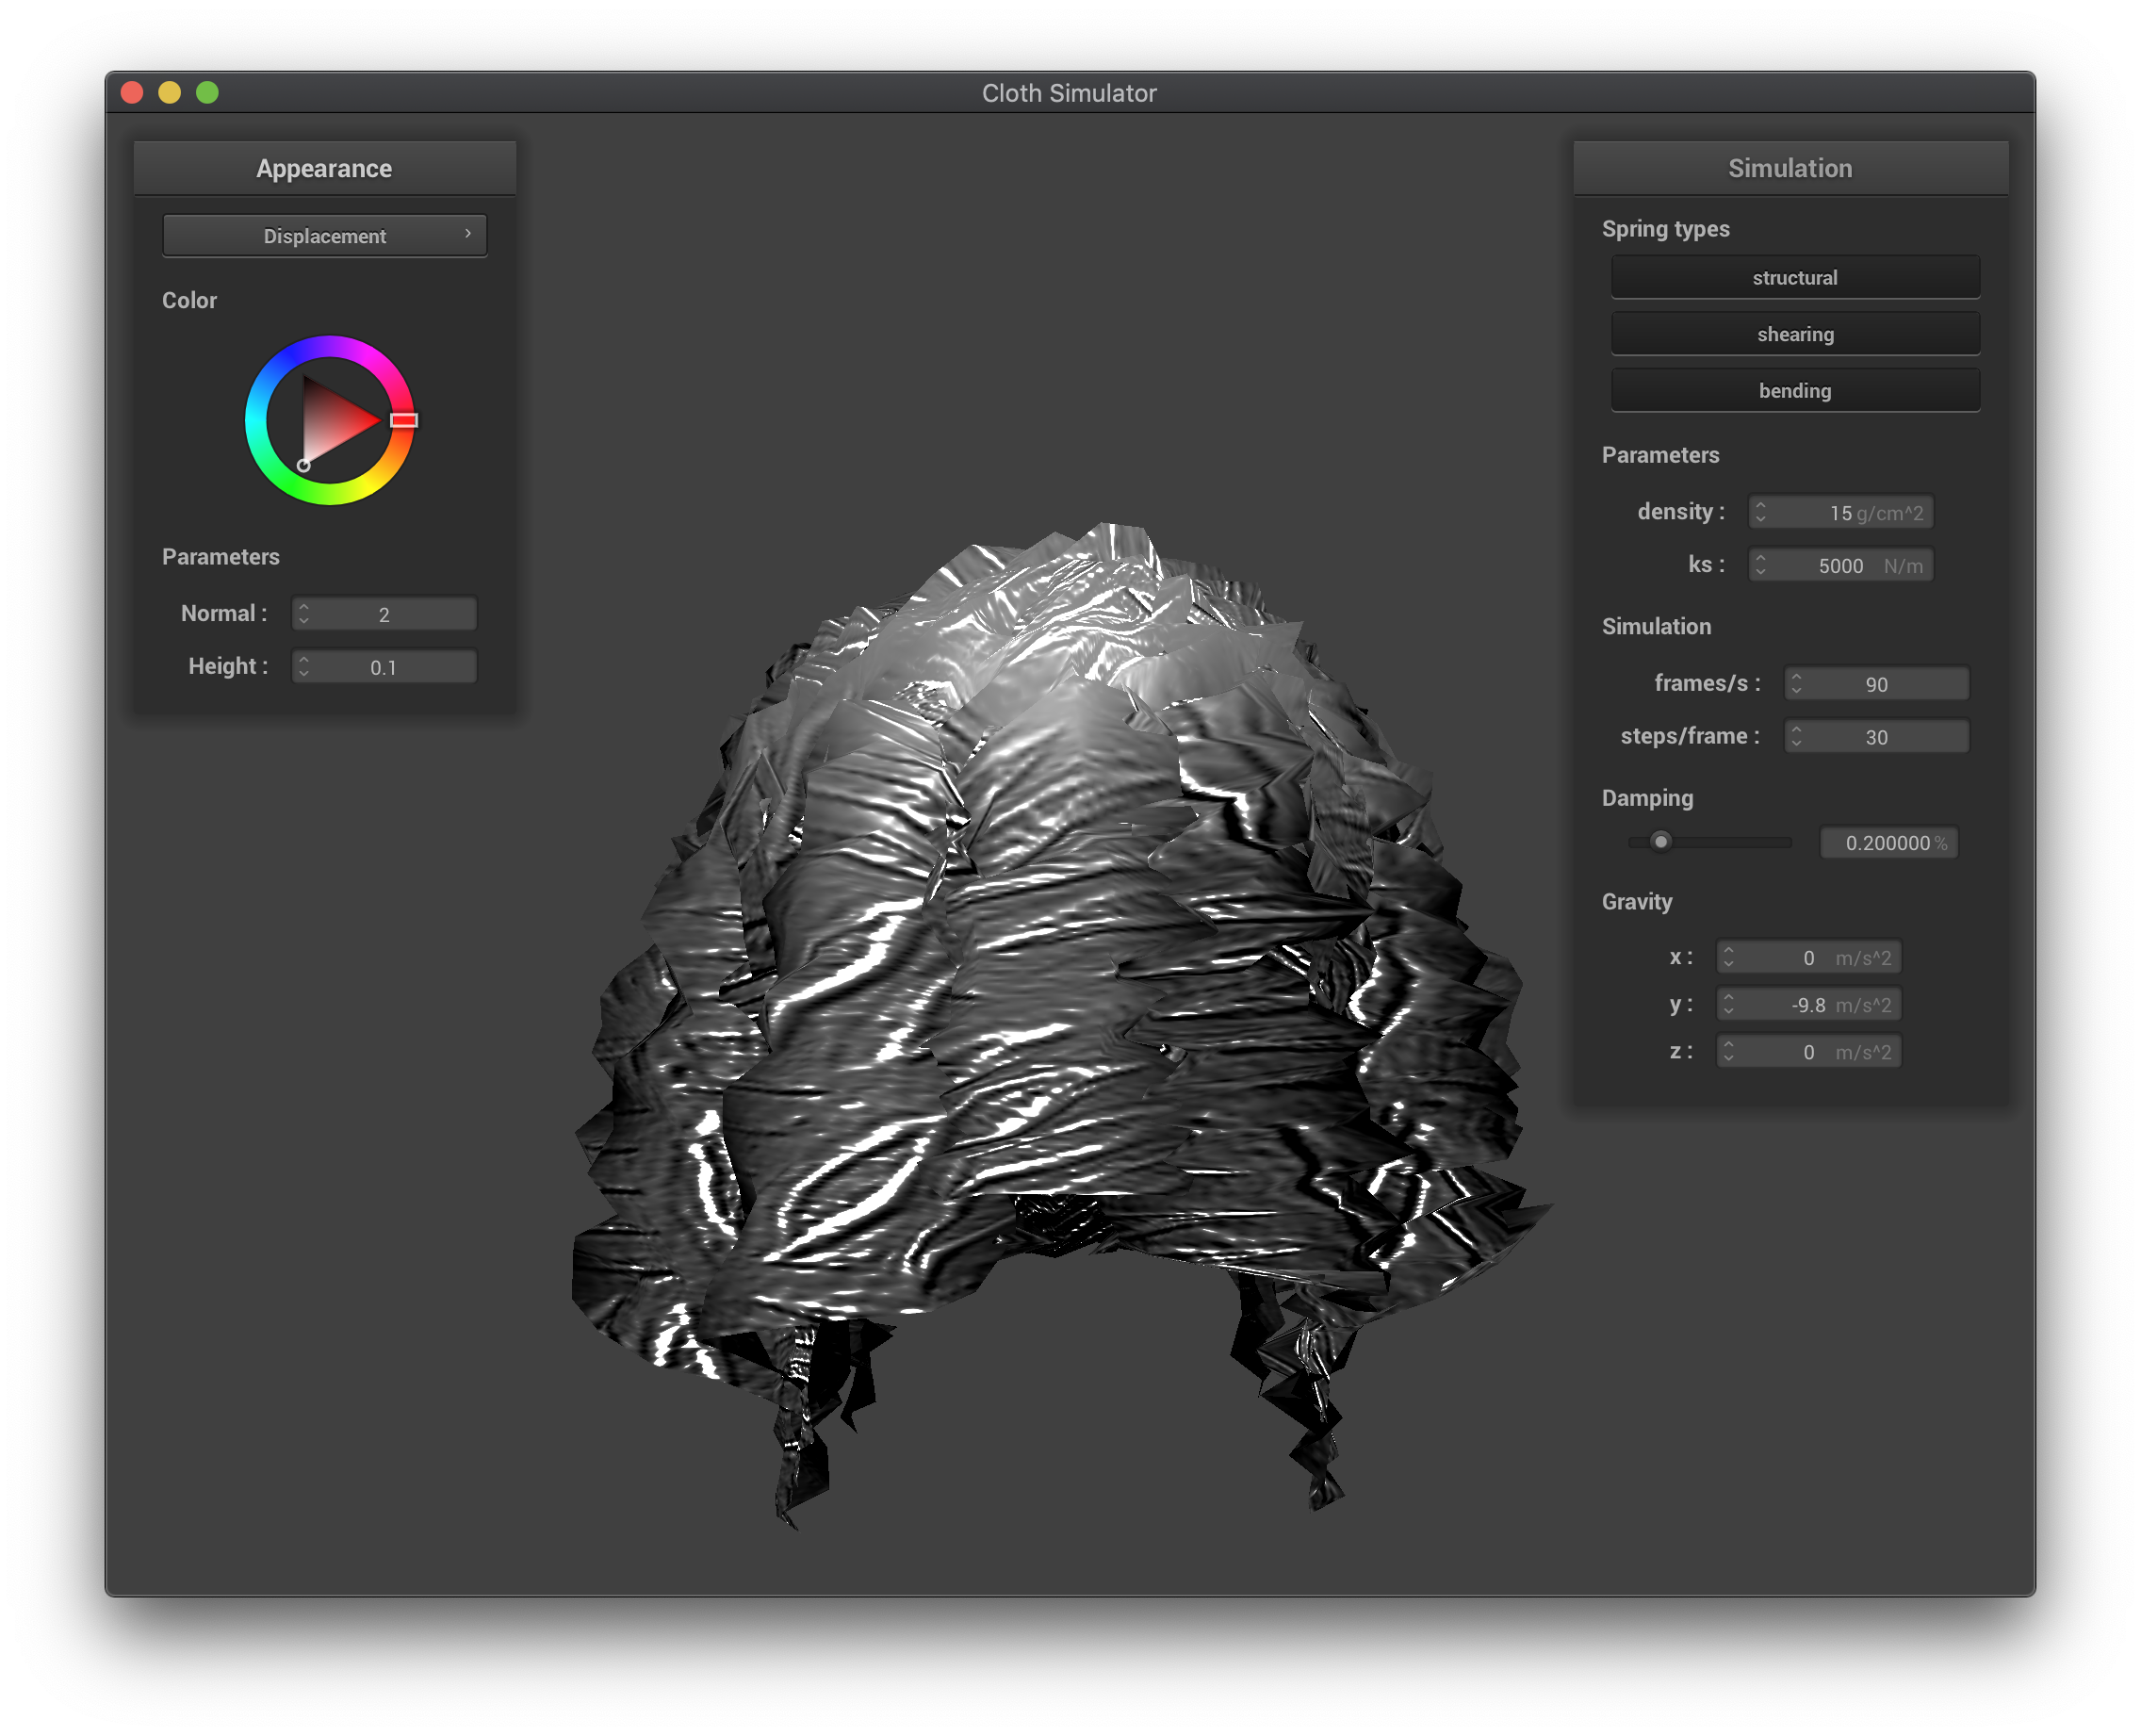 Cloth Simulator
Appearance
Displacement
Color
Parameters
Normal : 2
Height : 0.1
Simulation
Spring types
structural
shearing
bending
Parameters
density : 15 g/cm^2
ks : 5000 N/m
Simulation
frames/s : 90
steps/frame : 30
Damping
0.200000 %
Gravity
x : 0 m/s^2
y : -9.8 m/s^2
z : 0 m/s^2